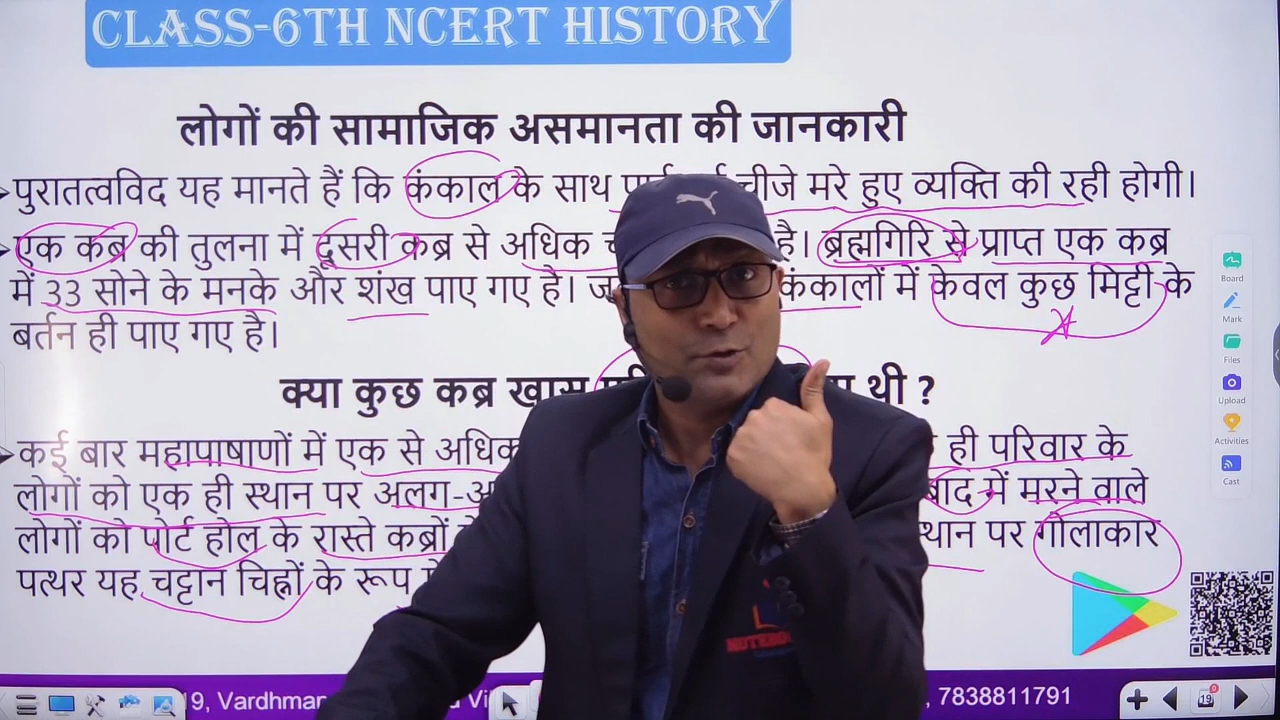 CLASS-6TH NCERT HISTORY
लोगों की सामाजिक असमानता की जानकारी
पुरातत्वविद यह मानते हैं कि कंकाल के साथ चीजे मरे हुए व्यक्ति की रही होगी।
एक कब्र की तुलना में दूसरी कब्र से अधिक है। ब्रह्मगिरि से प्राप्त एक कब्र
में 33 सोने के मनके और शंख पाए गए है। कंकालों में केवल कुछ मिट्टी के
बर्तन ही पाए गए है।
क्या कुछ कब्र खास थी ?
कई बार महापाषाणों में एक से अधिक ही परिवार के
लोगों को एक ही स्थान पर बाद में मरने वाले
लोगों को पोर्ट होल के रास्ते कब्रों पर गोलाकार
पत्थर यह चट्टान चिह्नों के रूप
Board
Mark
Files
Upload
Activities
Cast
19, Vardhman , 7838811791
19